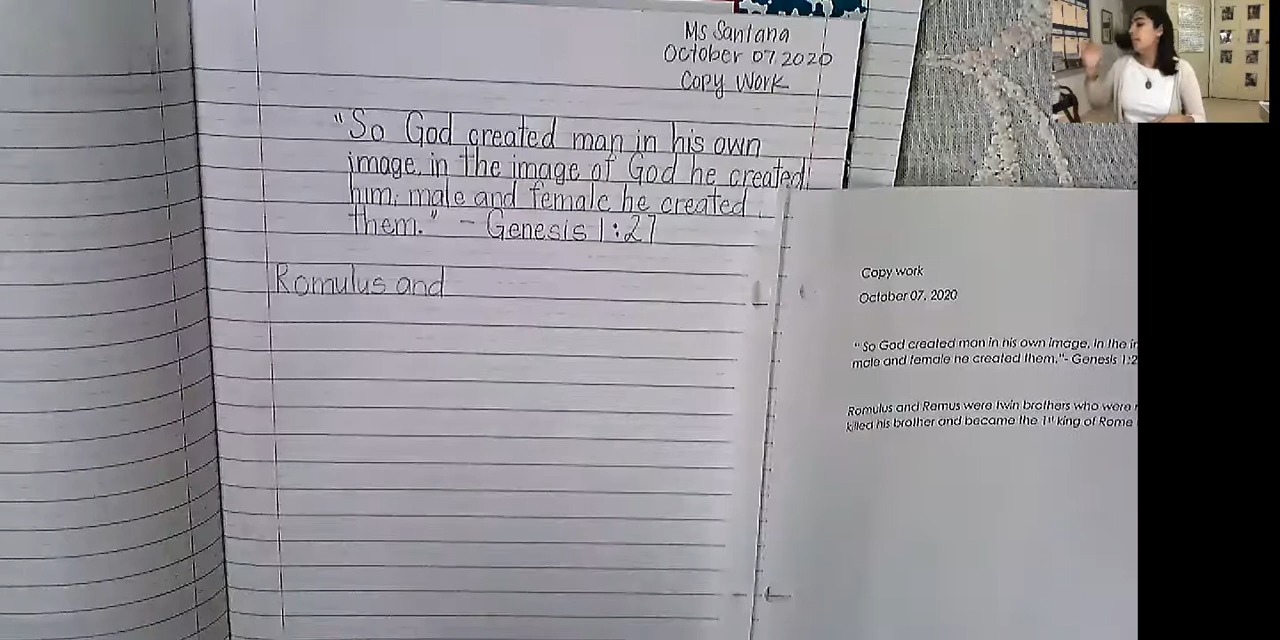 Ms Santana
October 07 2020
Copy Work
"So God created man in his own
image, in the image of God he created
him; male and female he created
them." - Genesis 1:27
Romulus and
Copy work
October 07, 2020
"So God created man in his own image, In the
male and female he created them."- Genesis
Romulus and Remus were twin brothers who were
killed his brother and became the 1st king of Rome